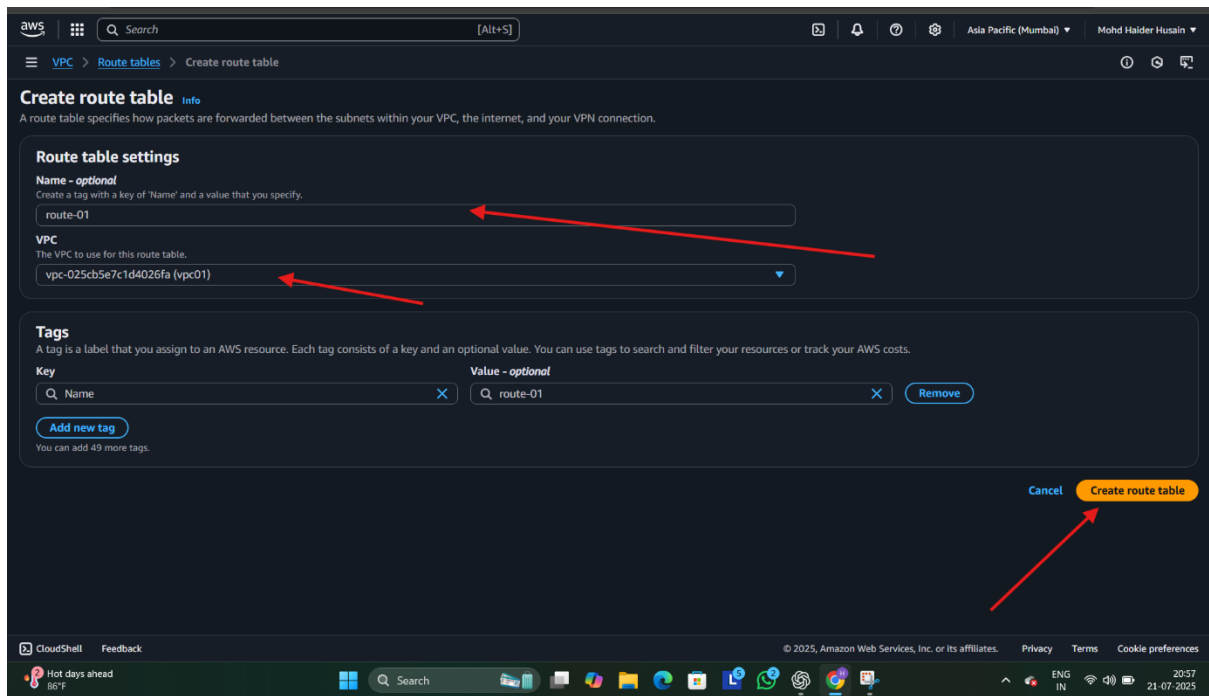 aws
Search [Alt+S]
Asia Pacific (Mumbai) Mohd Haider Husain
VPC > Route tables > Create route table
Create route table Info
A route table specifies how packets are forwarded between the subnets within your VPC, the internet, and your VPN connection.
Route table settings
Name - optional
Create a tag with a key of 'Name' and a value that you specify.
route-01
VPC
The VPC to use for this route table.
vpc-025cb5e7c1d4026fa (vpc01)
Tags
A tag is a label that you assign to an AWS resource. Each tag consists of a key and an optional value. You can use tags to search and filter your resources or track your AWS costs.
Key Value - optional
Name route-01 Remove
Add new tag
You can add 49 more tags.
Cancel Create route table
CloudShell Feedback © 2025, Amazon Web Services, Inc. or its affiliates. Privacy Terms Cookie preferences
2 Hot days ahead
86°F
Search
5
2
ENG
IN
20:57
21-07-2025